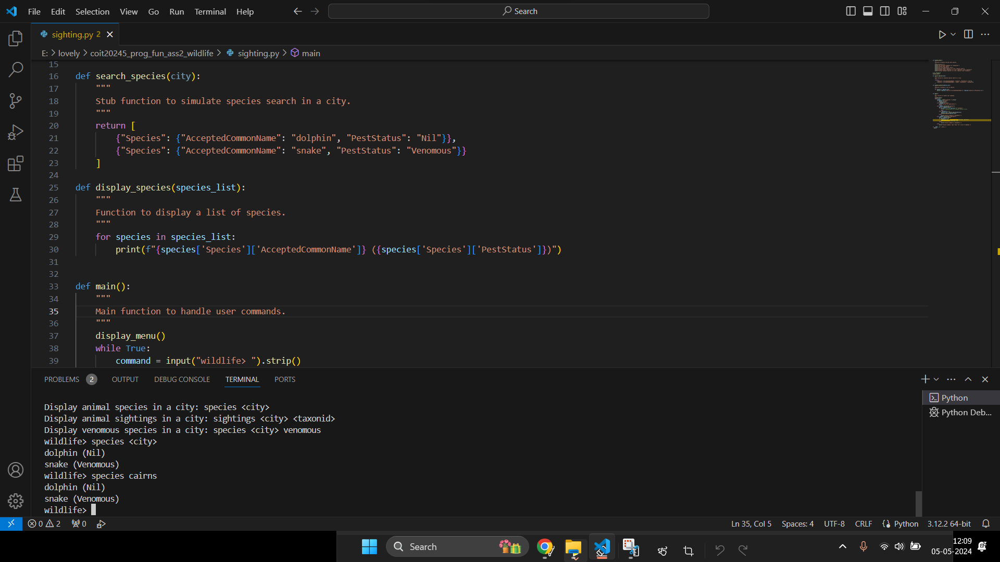 File Edit Selection View Go Run Terminal Help
Search
sighting.py 2
E: > lovely > coit20245_prog_fun_ass2_wildlife > sighting.py > main
15
16 def search_species(city):
17 """
18 Stub function to simulate species search in a city.
19 """
20 return [
21 {"Species": {"AcceptedCommonName": "dolphin", "PestStatus": "Nil"}},
22 {"Species": {"AcceptedCommonName": "snake", "PestStatus": "Venomous"}}
23 ]
24
25 def display_species(species_list):
26 """
27 Function to display a list of species.
28 """
29 for species in species_list:
30 print(f"{species['Species']['AcceptedCommonName']} ({species['Species']['PestStatus']})")
31
32
33 def main():
34 """
35 Main function to handle user commands.
36 """
37 display_menu()
38 while True:
39 command = input("wildlife> ").strip()
PROBLEMS 2 OUTPUT DEBUG CONSOLE TERMINAL PORTS
Display animal species in a city: species <city>
Display animal sightings in a city: sightings <city> <taxonid>
Display venomous species in a city: species <city> venomous
wildlife> species <city>
dolphin (Nil)
snake (Venomous)
wildlife> species cairns
dolphin (Nil)
snake (Venomous)
wildlife>
Python
Python Deb...
0 2 0
Ln 35, Col 5 Spaces: 4 UTF-8 CRLF Python 3.12.2 64-bit
Search
12:09
05-05-2024